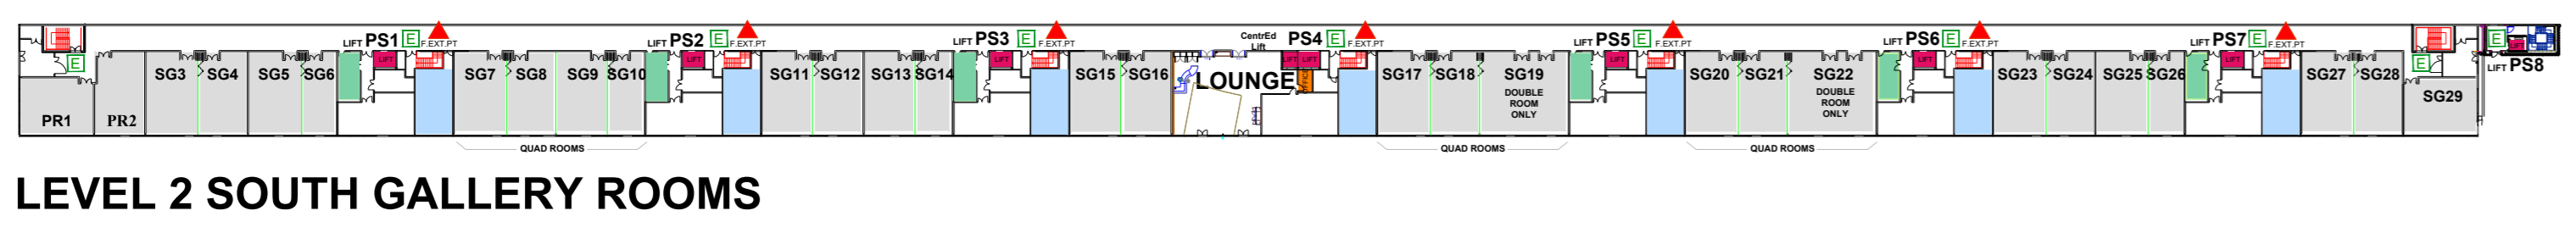 LIFT PS1 E F.EXT.PT LIFT PS2 E F.EXT.PT LIFT PS3 E F.EXT.PT CentrEd Lift PS4 E F.EXT.PT LIFT PS5 E F.EXT.PT LIFT PS6 E F.EXT.PT LIFT PS7 E F.EXT.PT E LIFT PS8
E LIFT LIFT LIFT LIFT LIFT LIFT LIFT LIFT E LIFT
SG3 SG4 SG5 SG6 SG7 SG8 SG9 SG10 SG11 SG12 SG13 SG14 SG15 SG16 LOUNGE OFFICE SG17 SG18 SG19 SG20 SG21 SG22 SG23 SG24 SG25 SG26 SG27 SG28 SG29
DOUBLE ROOM ONLY
DOUBLE ROOM ONLY
PR1 PR2
QUAD ROOMS QUAD ROOMS QUAD ROOMS
LEVEL 2 SOUTH GALLERY ROOMS